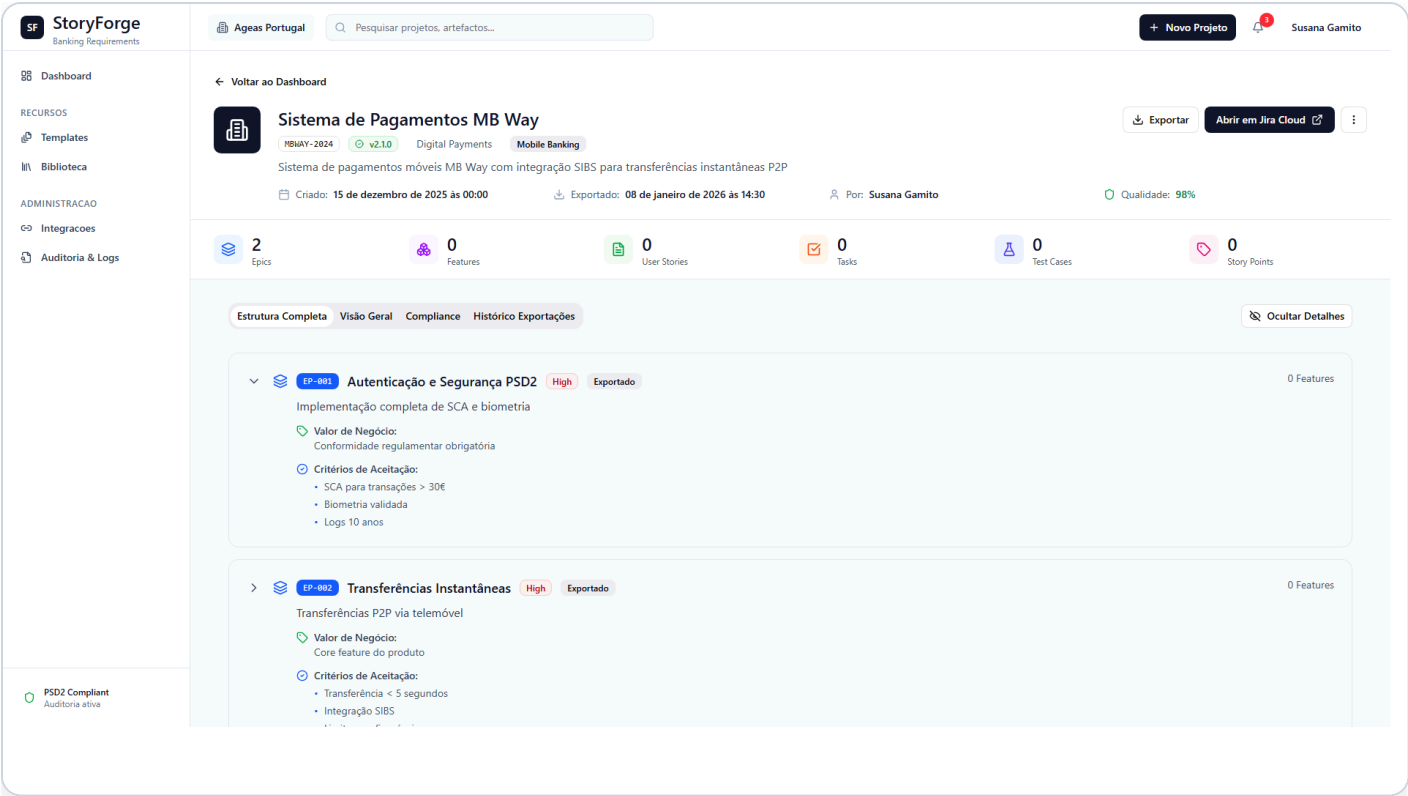 SF
StoryForge
Banking Requirements
Ageas Portugal
Pesquisar projetos, artefactos...
+ Novo Projeto
3
Susana Gamito
Dashboard
RECURSOS
Templates
Biblioteca
ADMINISTRACAO
Integracoes
Auditoria & Logs
PSD2 Compliant
Auditoria ativa
← Voltar ao Dashboard
Sistema de Pagamentos MB Way
MBWAY-2024 v2.1.0 Digital Payments Mobile Banking
Sistema de pagamentos móveis MB Way com integração SIBS para transferências instantâneas P2P
Criado: 15 de dezembro de 2025 às 00:00 Exportado: 08 de janeiro de 2026 às 14:30 Por: Susana Gamito Qualidade: 98%
Exportar
Abrir em Jira Cloud
2
Epics
0
Features
0
User Stories
0
Tasks
0
Test Cases
0
Story Points
Estrutura Completa Visão Geral Compliance Histórico Exportações
Ocultar Detalhes
EP-001 Autenticação e Segurança PSD2 High Exportado
0 Features
Implementação completa de SCA e biometria
Valor de Negócio:
Conformidade regulamentar obrigatória
Critérios de Aceitação:
• SCA para transações > 30€
• Biometria validada
• Logs 10 anos
EP-002 Transferências Instantâneas High Exportado
0 Features
Transferências P2P via telemóvel
Valor de Negócio:
Core feature do produto
Critérios de Aceitação:
• Transferência < 5 segundos
• Integração SIBS